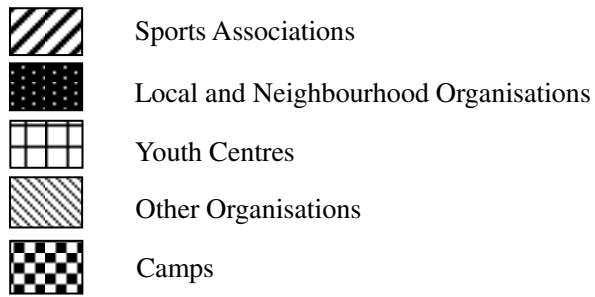 Sports Associations
Local and Neighbourhood Organisations
Youth Centres
Other Organisations
Camps